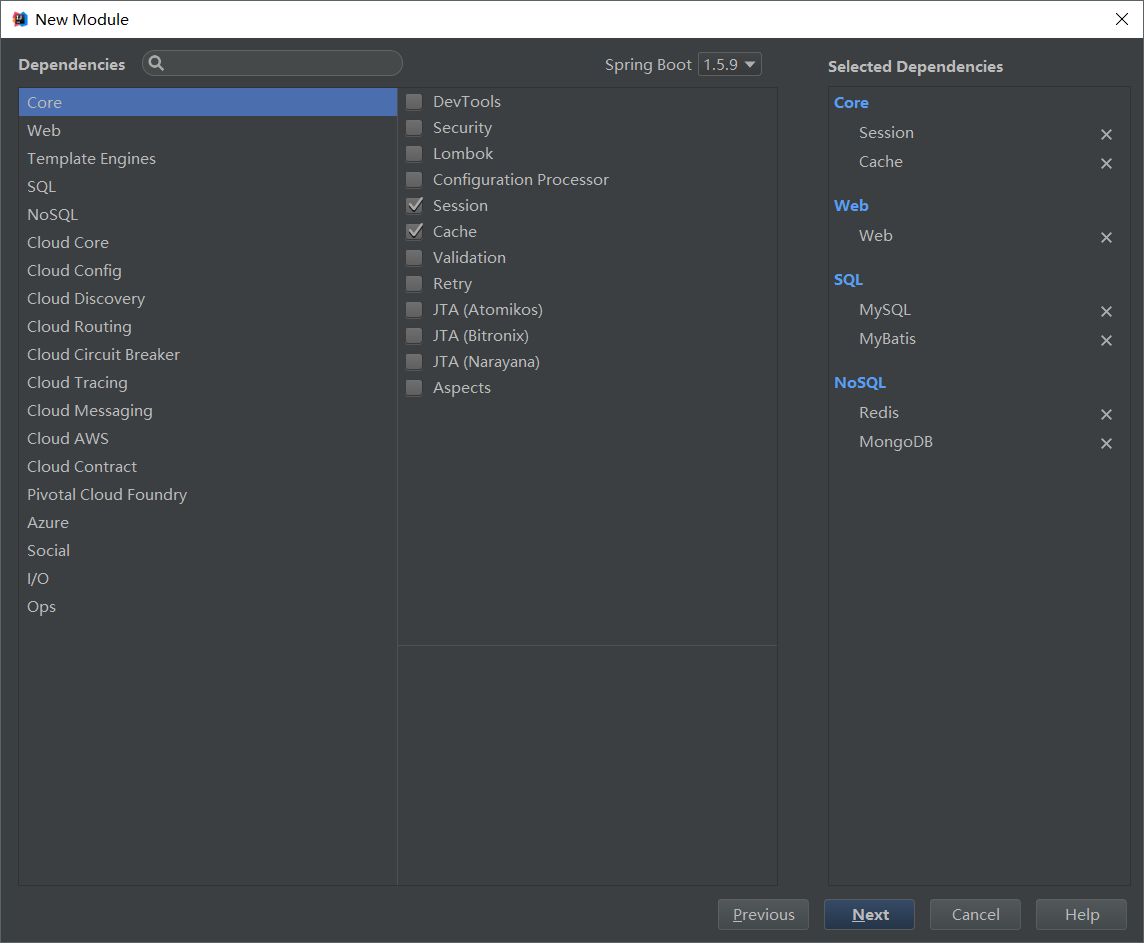 New Module
Dependencies
Spring Boot 1.5.9
Selected Dependencies
Core
Web
Template Engines
SQL
NoSQL
Cloud Core
Cloud Config
Cloud Discovery
Cloud Routing
Cloud Circuit Breaker
Cloud Tracing
Cloud Messaging
Cloud AWS
Cloud Contract
Pivotal Cloud Foundry
Azure
Social
I/O
Ops
DevTools
Security
Lombok
Configuration Processor
Session
Cache
Validation
Retry
JTA (Atomikos)
JTA (Bitronix)
JTA (Narayana)
Aspects
Core
Session
Cache
Web
Web
SQL
MySQL
MyBatis
NoSQL
Redis
MongoDB
Previous
Next
Cancel
Help